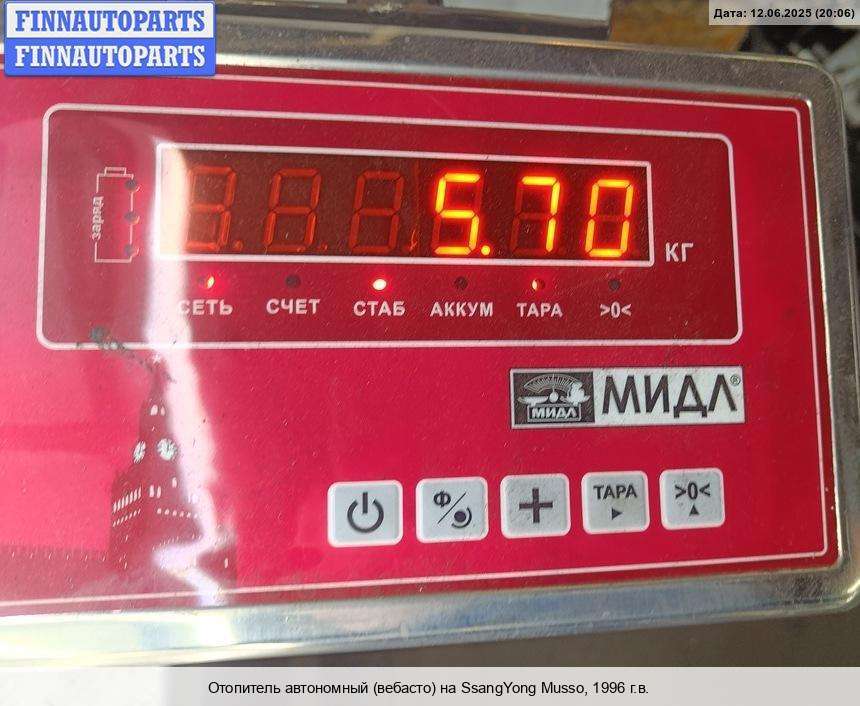 FINNAUTOPARTS
FINNAUTOPARTS
Дата: 12.06.2025 (20:06)
заряд
5.70
КГ
СЕТЬ СЧЕТ СТАБ АККУМ ТАРА >0<
МИДЛ
МИДЛ®
Ф
ТАРА
>0<
Отопитель автономный (вебасто) на SsangYong Musso, 1996 г.в.